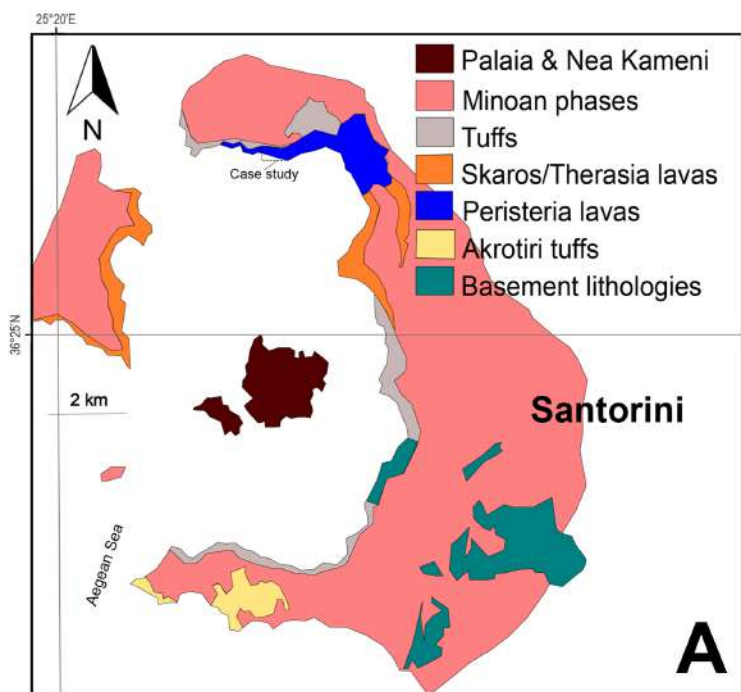 25°20'E
Palaia & Nea Kameni
Minoan phases
Tuffs
Skaros/Therasia lavas
Peristeria lavas
Akrotiri tuffs
Basement lithologies
N
Case study
36°25'N
2 km
Santorini
Aegean Sea
A